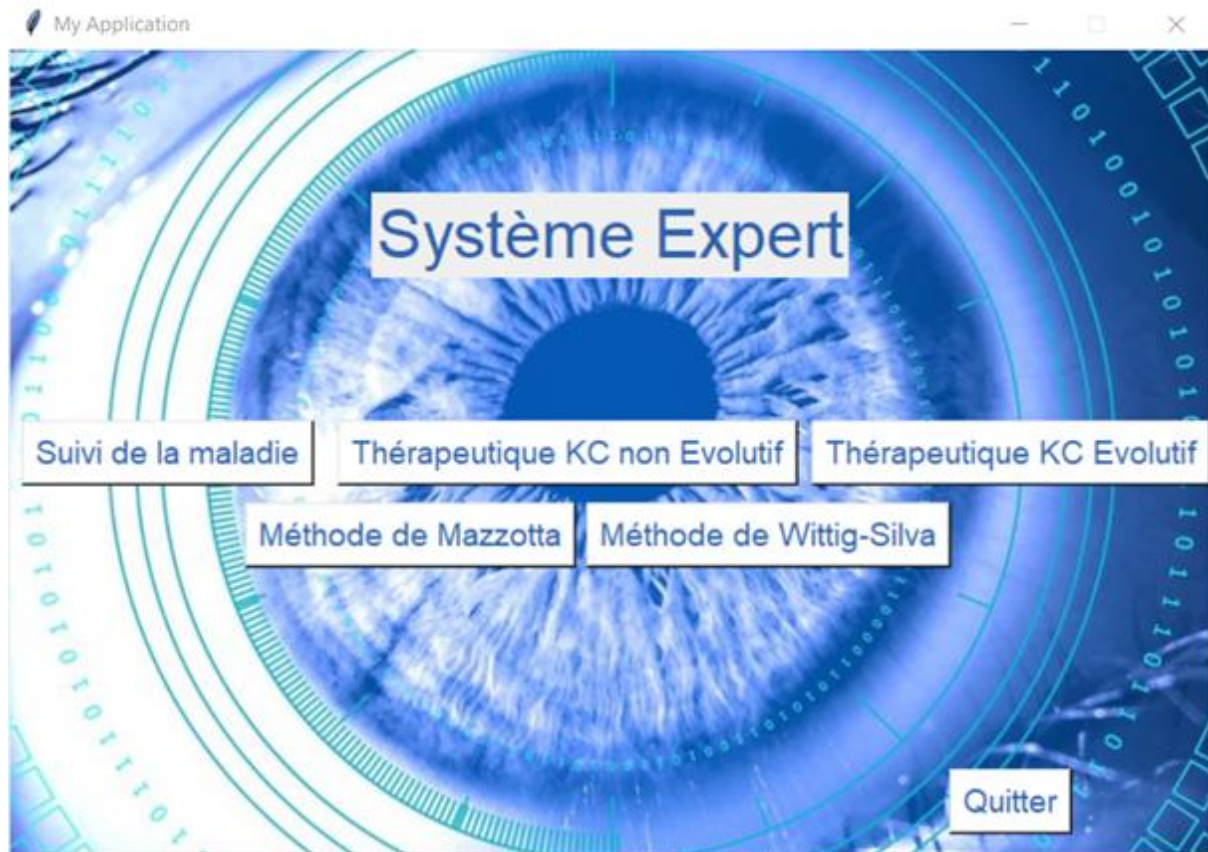 My Application
Système Expert
Suivi de la maladie
Thérapeutique KC non Evolutif
Thérapeutique KC Evolutif
Méthode de Mazzotta
Méthode de Wittig-Silva
Quitter